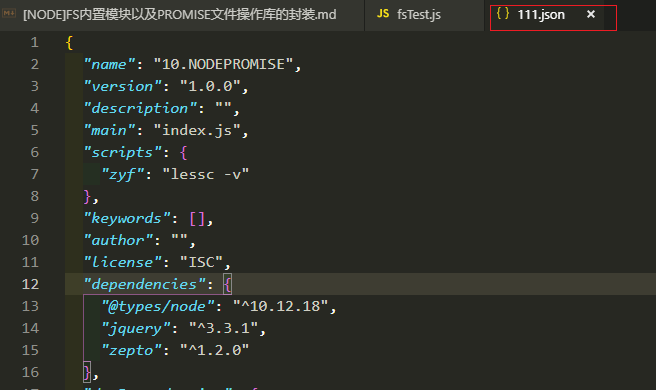 [NODE]FS内置模块以及PROMISE文件操作库的封装.md JS fsTest.js {} 111.json ×
1 {
2 "name": "10.NODEPROMISE",
3 "version": "1.0.0",
4 "description": "",
5 "main": "index.js",
6 "scripts": {
7 "zyf": "lessc -v"
8 },
9 "keywords": [],
10 "author": "",
11 "license": "ISC",
12 "dependencies": {
13 "@types/node": "^10.12.18",
14 "jquery": "^3.3.1",
15 "zepto": "^1.2.0"
16 },